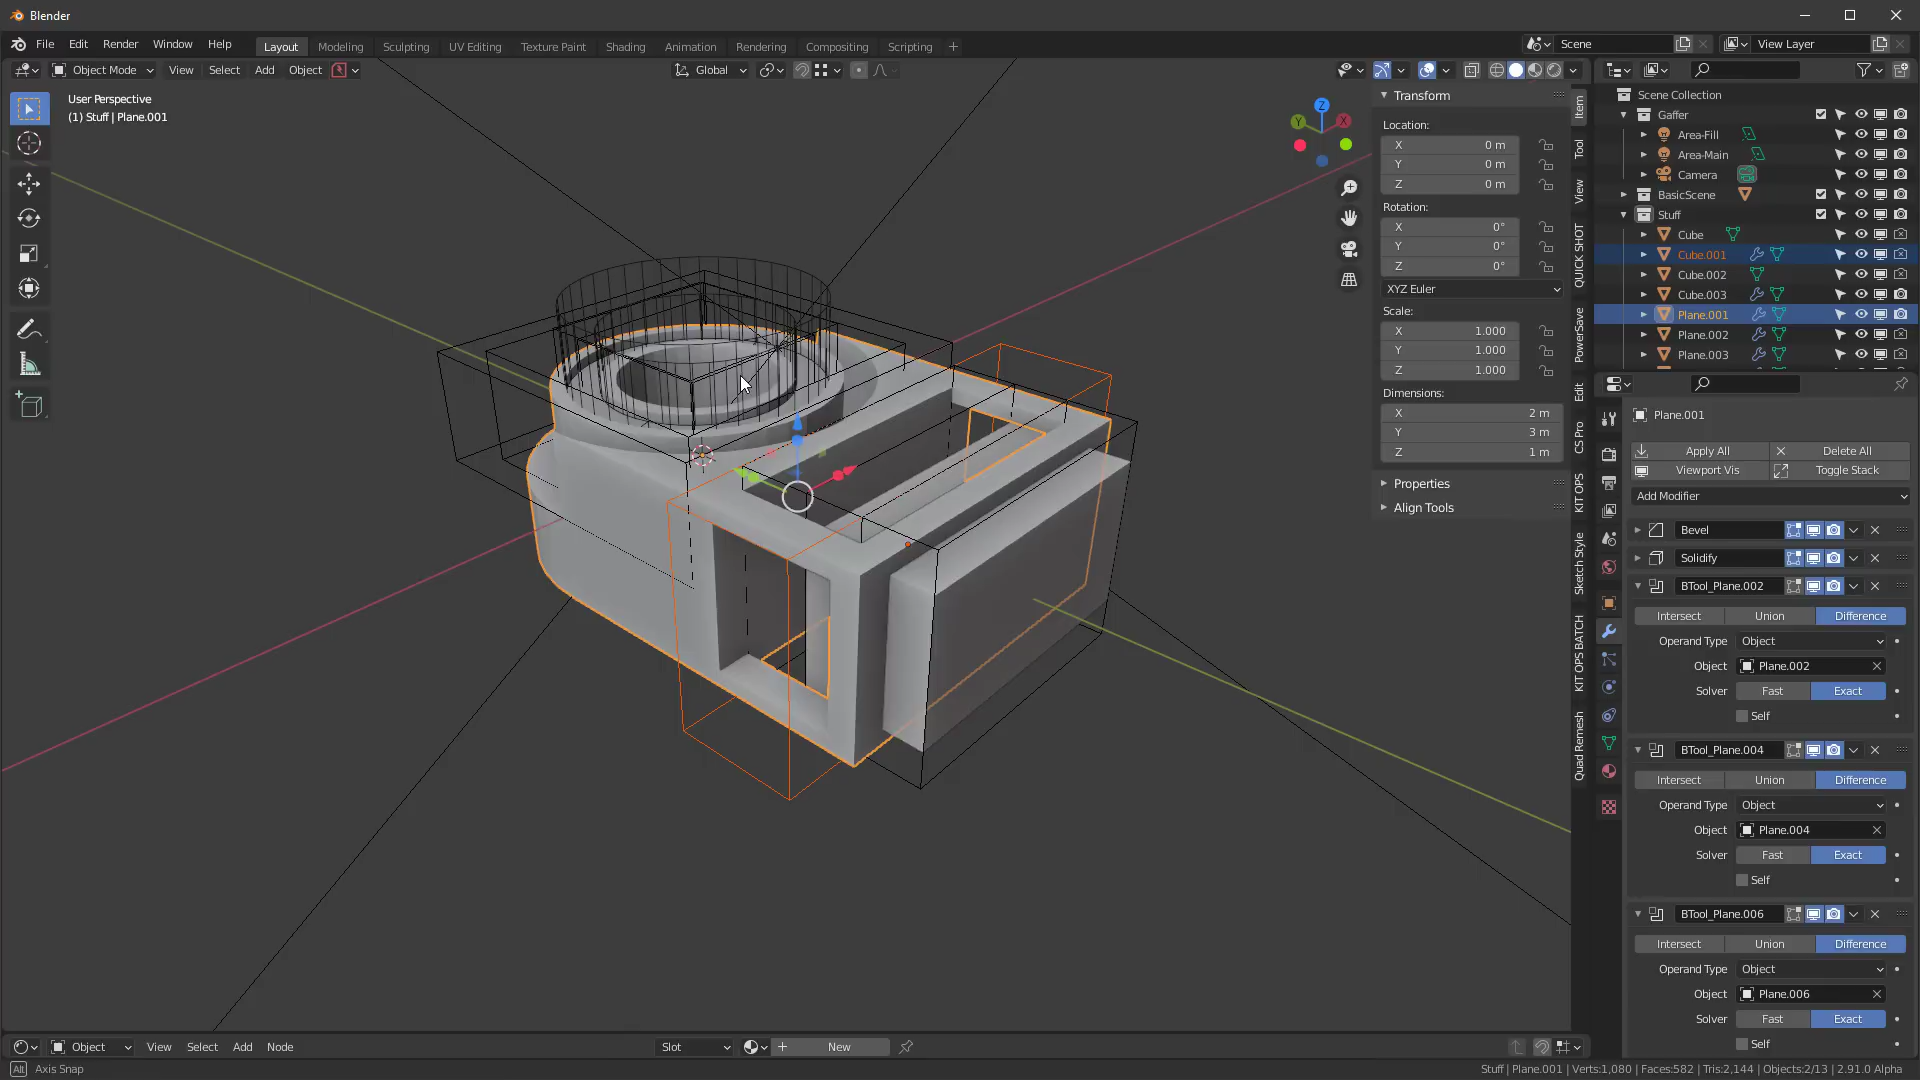 Blender
File Edit Render Window Help Layout Modeling Sculpting UV Editing Texture Paint Shading Animation Rendering Compositing Scripting + Scene View Layer
Object Mode View Select Add Object Global
User Perspective
(1) Stuff | Plane.001
Z
Y
X
Transform
Location:
X 0 m
Y 0 m
Z 0 m
Rotation:
X 0°
Y 0°
Z 0°
XYZ Euler
Scale:
X 1.000
Y 1.000
Z 1.000
Dimensions:
X 2 m
Y 3 m
Z 1 m
Properties
Align Tools
Item
Tool
View
QUICK SHOT
PowerSave
Edit
CS Pro
KIT OPS
Sketch Style
KIT OPS BATCH
Quad Remesh
Scene Collection
Gaffer
Area-Fill
Area-Main
Camera
BasicScene
Stuff
Cube
Cube.001
Cube.002
Cube.003
Plane.001
Plane.002
Plane.003
Plane.001
Apply All Delete All
Viewport Vis Toggle Stack
Add Modifier
Bevel
Solidify
BTool_Plane.002
Intersect Union Difference
Operand Type Object
Object Plane.002
Solver Fast Exact
Self
BTool_Plane.004
Intersect Union Difference
Operand Type Object
Object Plane.004
Solver Fast Exact
Self
BTool_Plane.006
Intersect Union Difference
Operand Type Object
Object Plane.006
Solver Fast Exact
Self
Object View Select Add Node Slot + New
Alt Axis Snap
Stuff | Plane.001 | Verts:1,080 | Faces:582 | Tris:2,144 | Objects:2/13 | 2.91.0 Alpha